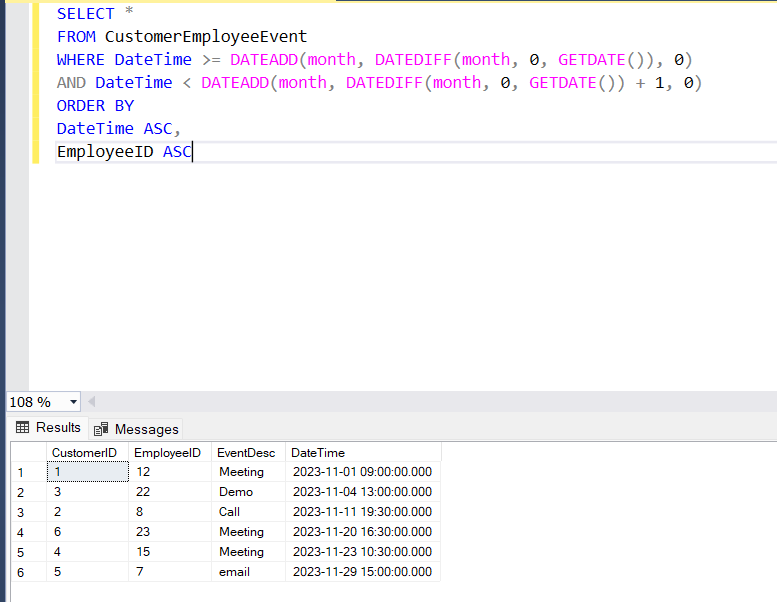 SELECT *
FROM CustomerEmployeeEvent
WHERE DateTime >= DATEADD(month, DATEDIFF(month, 0, GETDATE()), 0)
AND DateTime < DATEADD(month, DATEDIFF(month, 0, GETDATE()) + 1, 0)
ORDER BY
DateTime ASC,
EmployeeID ASC
108 %
Results Messages
CustomerID EmployeeID EventDesc DateTime
1 1 12 Meeting 2023-11-01 09:00:00.000
2 3 22 Demo 2023-11-04 13:00:00.000
3 2 8 Call 2023-11-11 19:30:00.000
4 6 23 Meeting 2023-11-20 16:30:00.000
5 4 15 Meeting 2023-11-23 10:30:00.000
6 5 7 email 2023-11-29 15:00:00.000